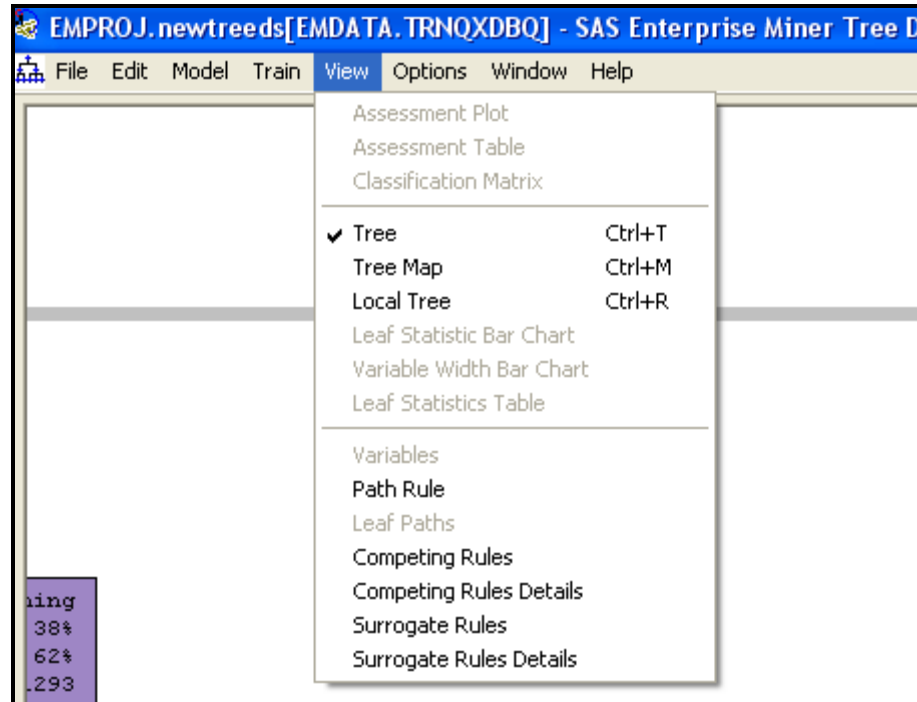 EMPROJ.newtreeds[EMDATA.TRNQXDBQ] - SAS Enterprise Miner Tree D
File Edit Model Train View Options Window Help
Assessment Plot
Assessment Table
Classification Matrix
Tree Ctrl+T
Tree Map Ctrl+M
Local Tree Ctrl+R
Leaf Statistic Bar Chart
Variable Width Bar Chart
Leaf Statistics Table
Variables
Path Rule
Leaf Paths
Competing Rules
Competing Rules Details
Surrogate Rules
Surrogate Rules Details
ning
38%
62%
1293